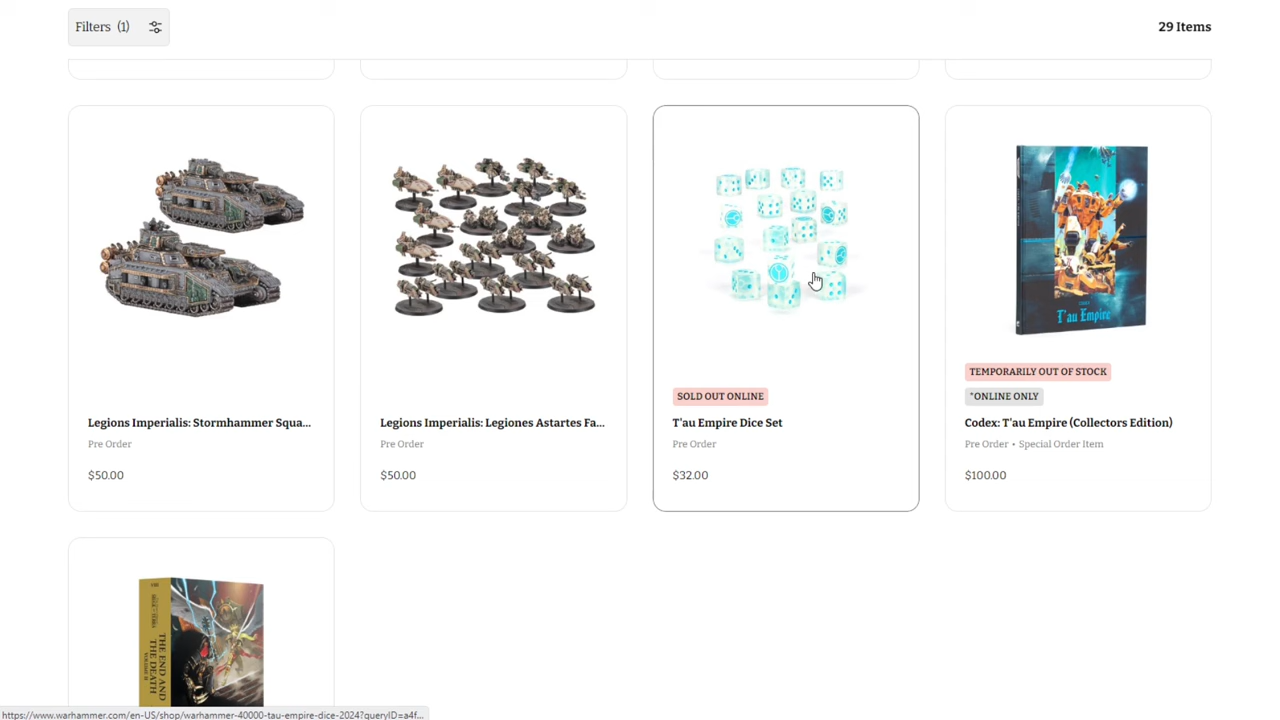 Filters (1)
29 Items
SOLD OUT ONLINE
TEMPORARILY OUT OF STOCK
*ONLINE ONLY
Legions Imperialis: Stormhammer Squa...
Legions Imperialis: Legiones Astartes Fa...
T'au Empire Dice Set
Codex: T'au Empire (Collectors Edition)
Pre Order
Pre Order
Pre Order
Pre Order • Special Order Item
$50.00
$50.00
$32.00
$100.00
CODEX
T'au Empire
THE END AND
THE DEATH
VOLUME II
https://www.warhammer.com/en-US/shop/warhammer-40000-tau-empire-dice-2024?queryID=a4f...